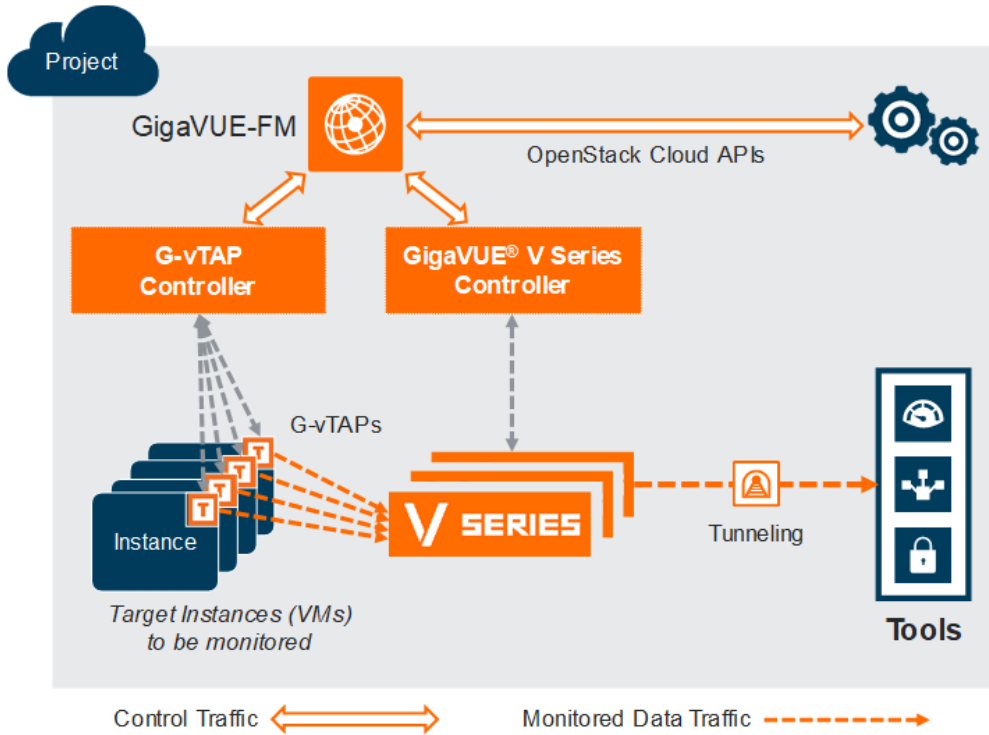 Project
GigaVUE-FM
OpenStack Cloud APIs
G-vTAP
Controller
GigaVUE® V Series
Controller
G-vTAPs
T
T
T
T
Instance
V SERIES
Tunneling
Target Instances (VMs)
to be monitored
Tools
Control Traffic
Monitored Data Traffic